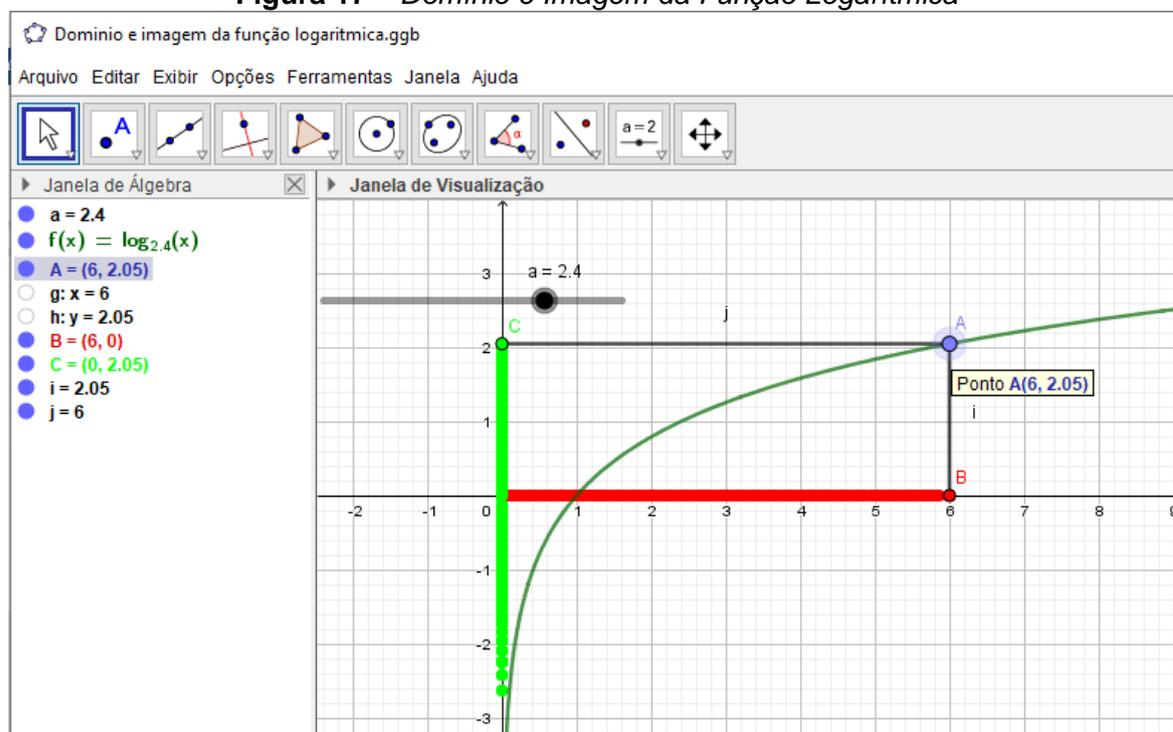 Figura 17 – Domínio e Imagem da Função Logarítmica
Dominio e imagem da função logaritmica.ggb
Arquivo Editar Exibir Opções Ferramentas Janela Ajuda
A
α
a=2
Janela de Álgebra
Janela de Visualização
a = 2.4
f(x) = log2.4(x)
A = (6, 2.05)
g: x = 6
h: y = 2.05
B = (6, 0)
C = (0, 2.05)
i = 2.05
j = 6
3
a = 2.4
j
C
A
2
Ponto A(6, 2.05)
i
1
B
-2 -1 0 1 2 3 4 5 6 7 8
-1
-2
-3